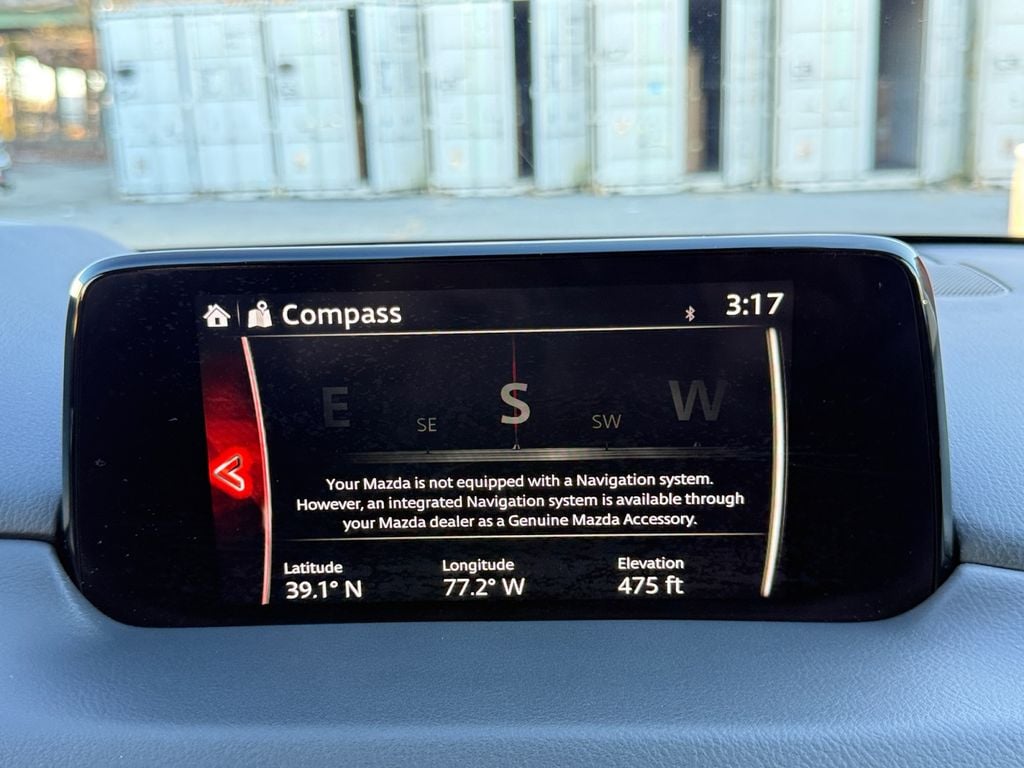 Compass 3:17
E SE S SW W
Your Mazda is not equipped with a Navigation system.
However, an integrated Navigation system is available through
your Mazda dealer as a Genuine Mazda Accessory.
Latitude Longitude Elevation
39.1° N 77.2° W 475 ft